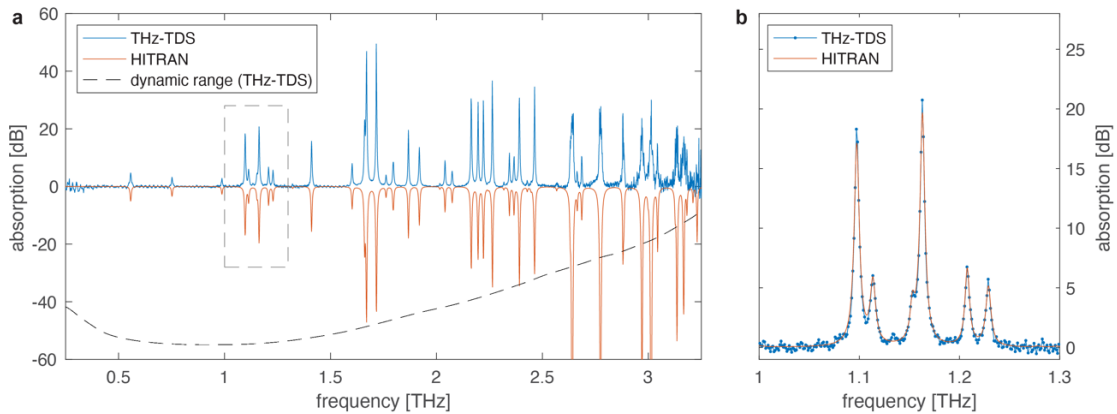 a
60
40
20
0
-20
-40
-60
absorption [dB]
THz-TDS
HITRAN
dynamic range (THz-TDS)
0.5 1 1.5 2 2.5 3
frequency [THz]
b
THz-TDS
HITRAN
25
20
15
10
5
0
absorption [dB]
1 1.1 1.2 1.3
frequency [THz]